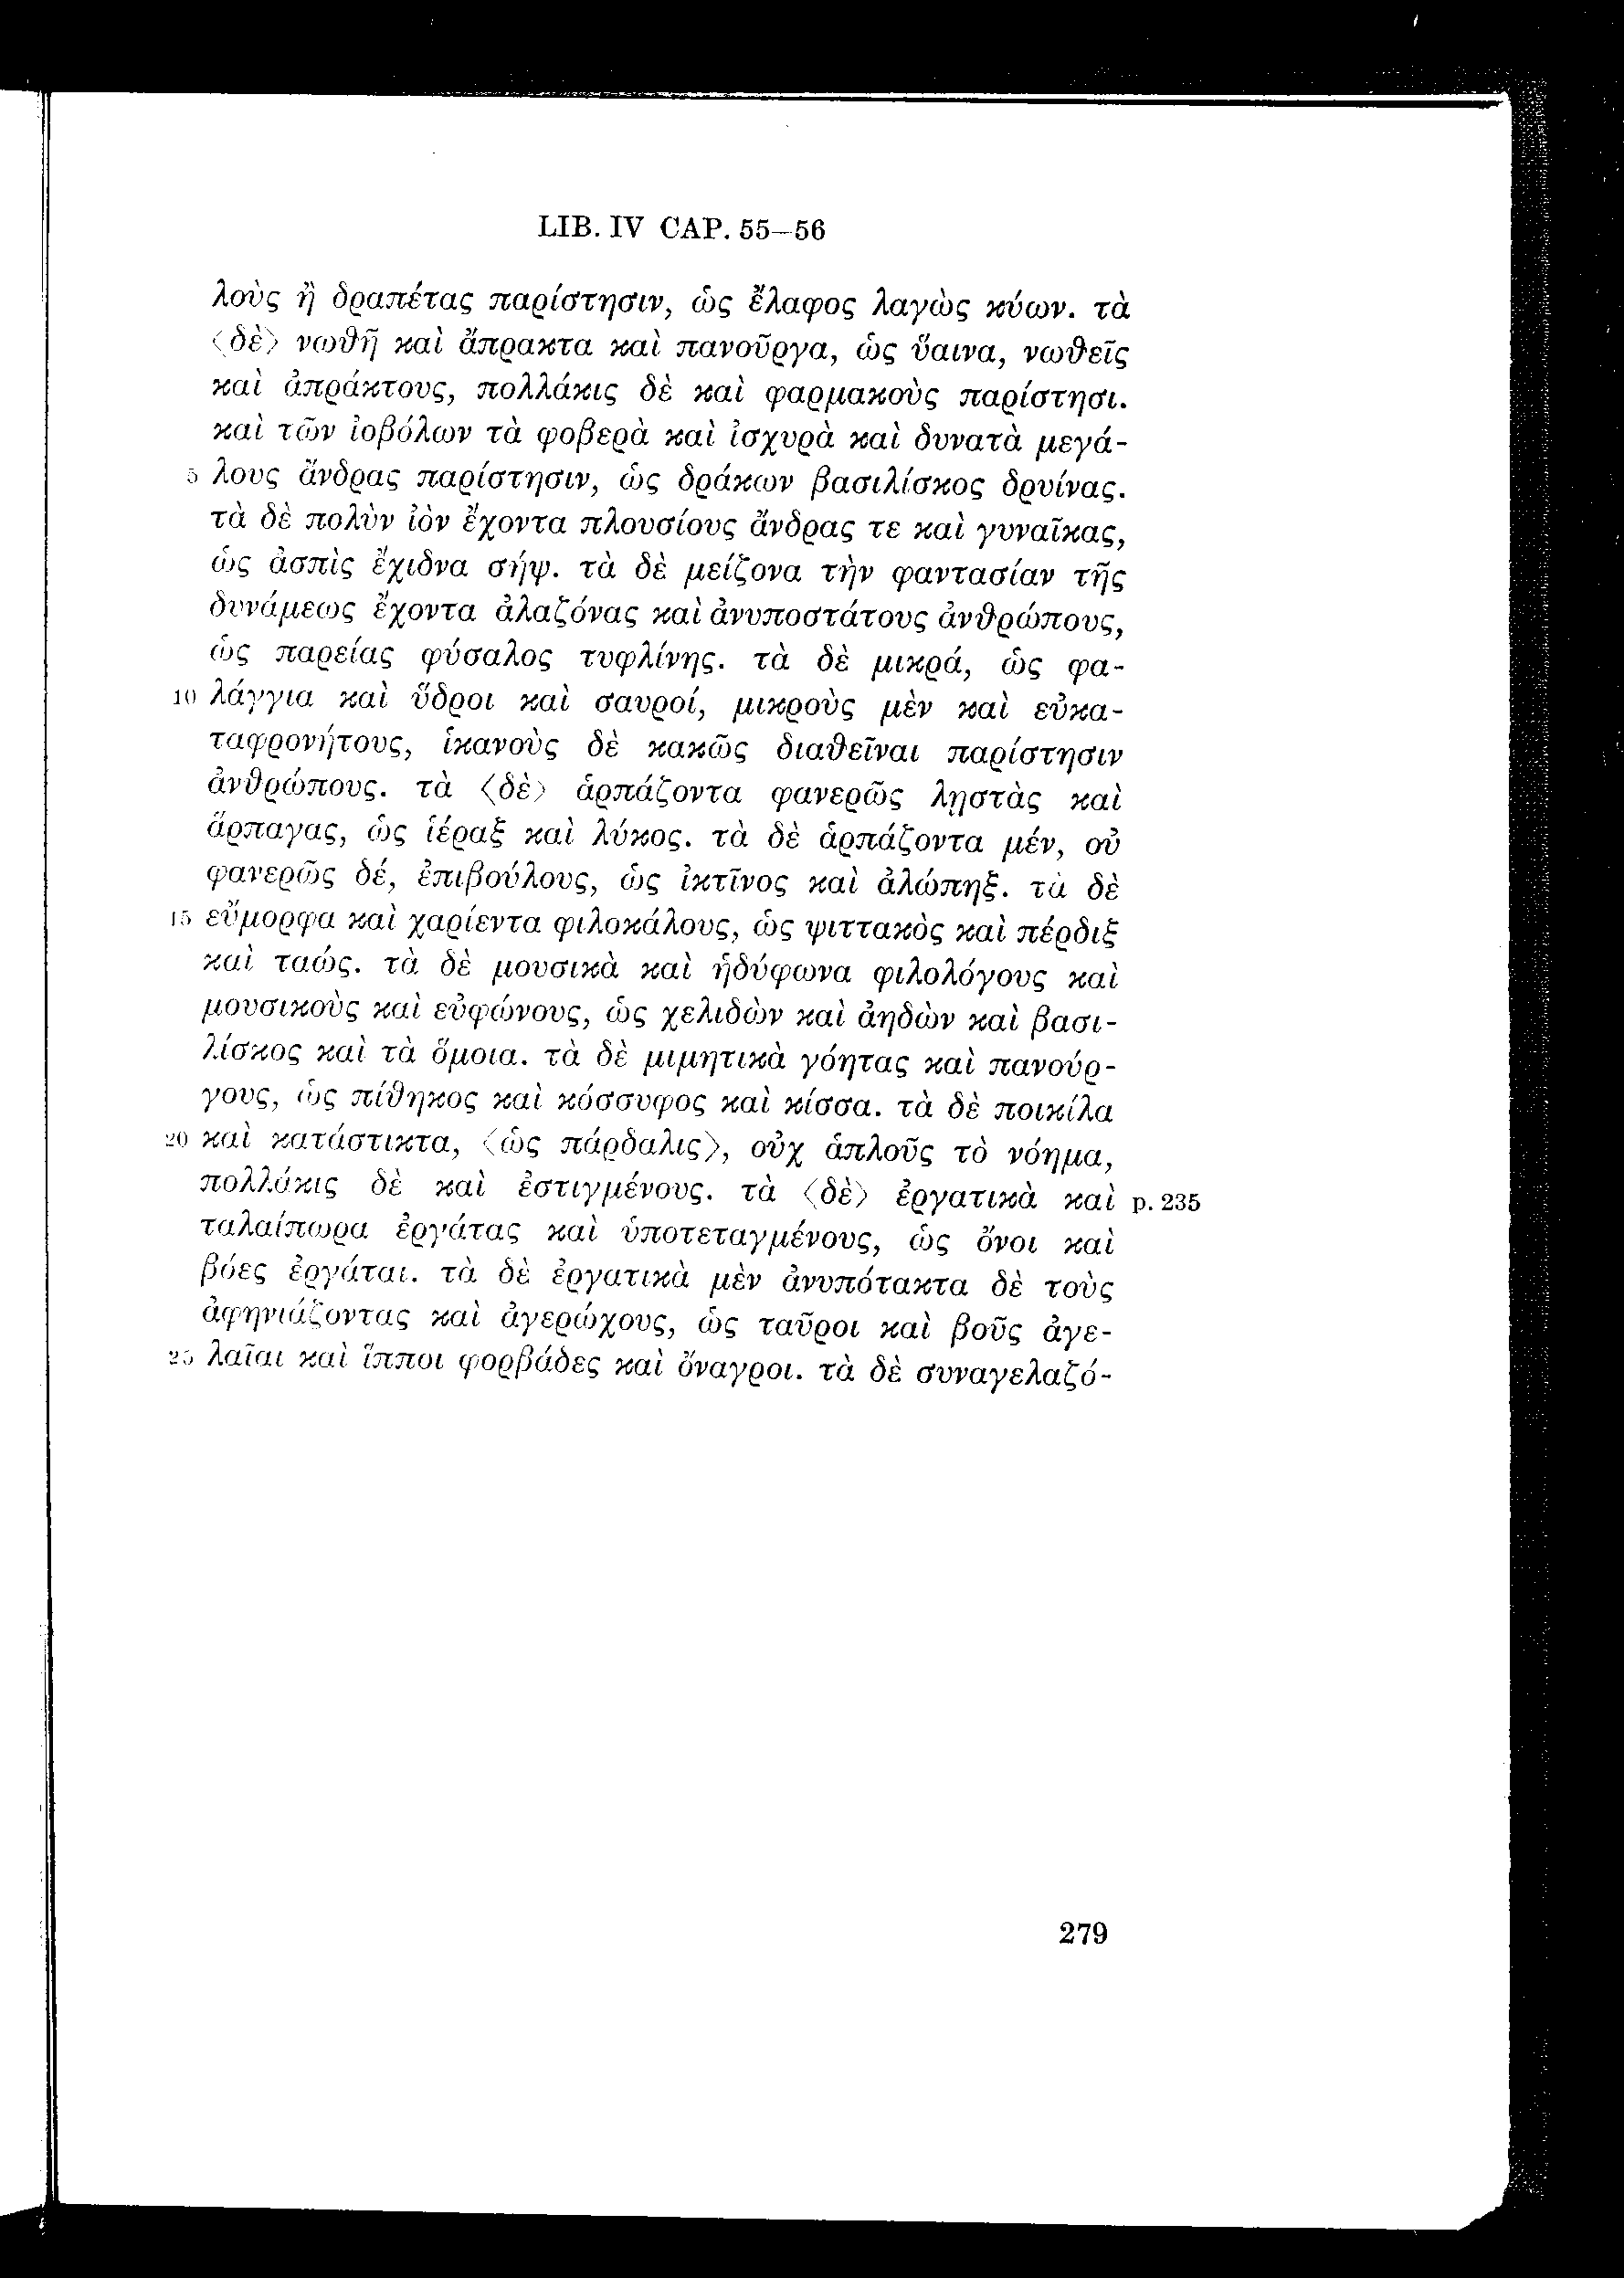 LIB. IV CAP. 55—56
λοὺς ἢ δραπέτας παρίστησιν, ὡς ἔλαφος λαγὼς κύων. τὰ
〈δὲ〉 νωθῆ καὶ ἄπρακτα καὶ πανοῦργα, ὡς ὕαινα, νωθεῖς
καὶ ἀπράκτους, πολλάκις δὲ καὶ φαρμακοὺς παρίστησι.
καὶ τῶν ἰοβόλων τὰ φοβερὰ καὶ ἰσχυρὰ καὶ δυνατὰ μεγά-
5 λους ἄνδρας παρίστησιν, ὡς δράκων βασιλίσκος δρυίνας.
τὰ δὲ πολὺν ἰὸν ἔχοντα πλουσίους ἄνδρας τε καὶ γυναῖκας,
ὡς ἀσπὶς ἔχιδνα σήψ. τὰ δὲ μείζονα τὴν φαντασίαν τῆς
δυνάμεως ἔχοντα ἀλαζόνας καὶ ἀνυποστάτους ἀνθρώπους,
ὡς παρείας φύσαλος τυφλίνης. τὰ δὲ μικρά, ὡς φα-
10 λάγγια καὶ ὕδροι καὶ σαυροί, μικροὺς μὲν καὶ εὐκα-
ταφρονήτους, ἱκανοὺς δὲ κακῶς διαθεῖναι παρίστησιν
ἀνθρώπους. τὰ 〈δὲ〉 ἁρπάζοντα φανερῶς λῃστὰς καὶ
ἅρπαγας, ὡς ἱέραξ καὶ λύκος. τὰ δὲ ἁρπάζοντα μέν, οὐ
φανερῶς δέ, ἐπιβούλους, ὡς ἰκτῖνος καὶ ἀλώπηξ. τὰ δὲ
15 εὔμορφα καὶ χαρίεντα φιλοκάλους, ὡς ψιττακὸς καὶ πέρδιξ
καὶ ταώς. τὰ δὲ μουσικὰ καὶ ἡδύφωνα φιλολόγους καὶ
μουσικοὺς καὶ εὐφώνους, ὡς χελιδὼν καὶ ἀηδὼν καὶ βασι-
λίσκος καὶ τὰ ὅμοια. τὰ δὲ μιμητικὰ γόητας καὶ πανούρ-
γους, ὡς πίθηκος καὶ κόσσυφος καὶ κίσσα. τὰ δὲ ποικίλα
20 καὶ κατάστικτα, 〈ὡς πάρδαλις〉, οὐχ ἁπλοῦς τὸ νόημα,
πολλάκις δὲ καὶ ἐστιγμένους. τὰ 〈δὲ〉 ἐργατικὰ καὶ p. 235
ταλαίπωρα ἐργάτας καὶ ὑποτεταγμένους, ὡς ὄνοι καὶ
βόες ἐργάται. τὰ δὲ ἐργατικὰ μὲν ἀνυπότακτα δὲ τοὺς
ἀφηνιάζοντας καὶ ἀγερώχους, ὡς ταῦροι καὶ βοῦς ἀγε-
25 λαῖαι καὶ ἵπποι φορβάδες καὶ ὄναγροι. τὰ δὲ συναγελαζό-
279